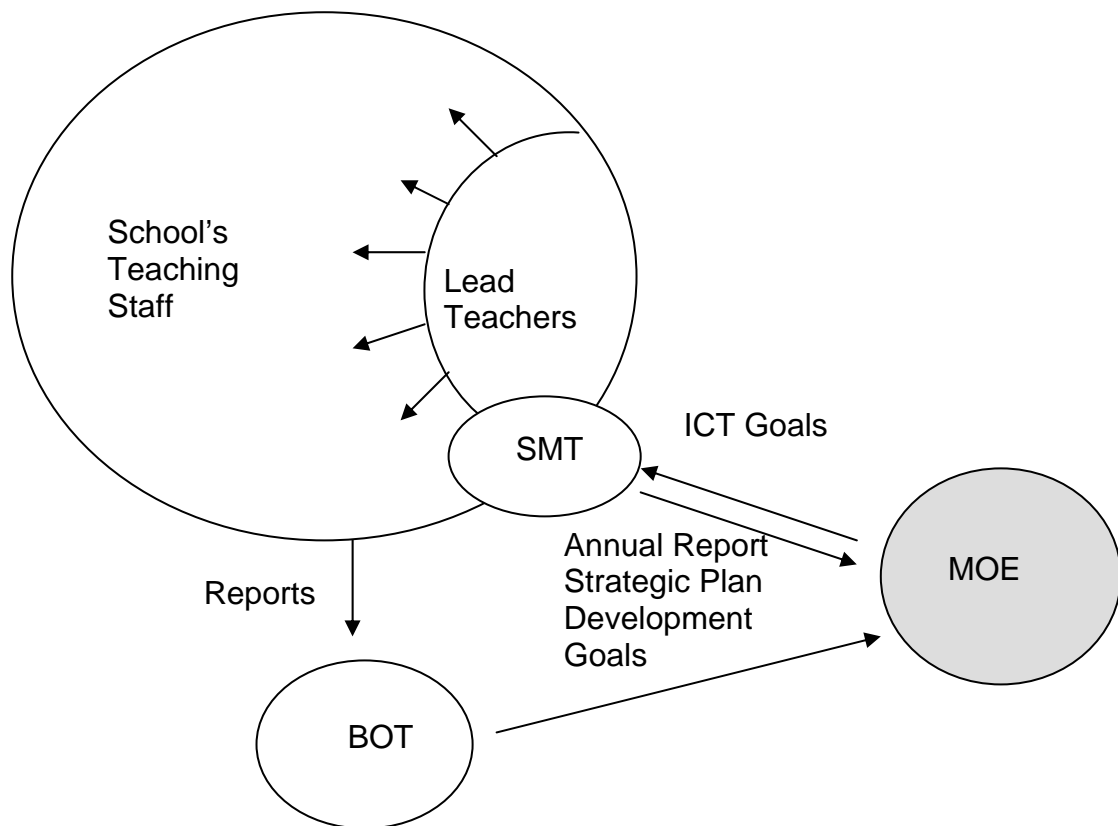 School’s
Teaching
Staff
Lead
Teachers
SMT
ICT Goals
Annual Report
Strategic Plan
Development
Goals
MOE
Reports
BOT